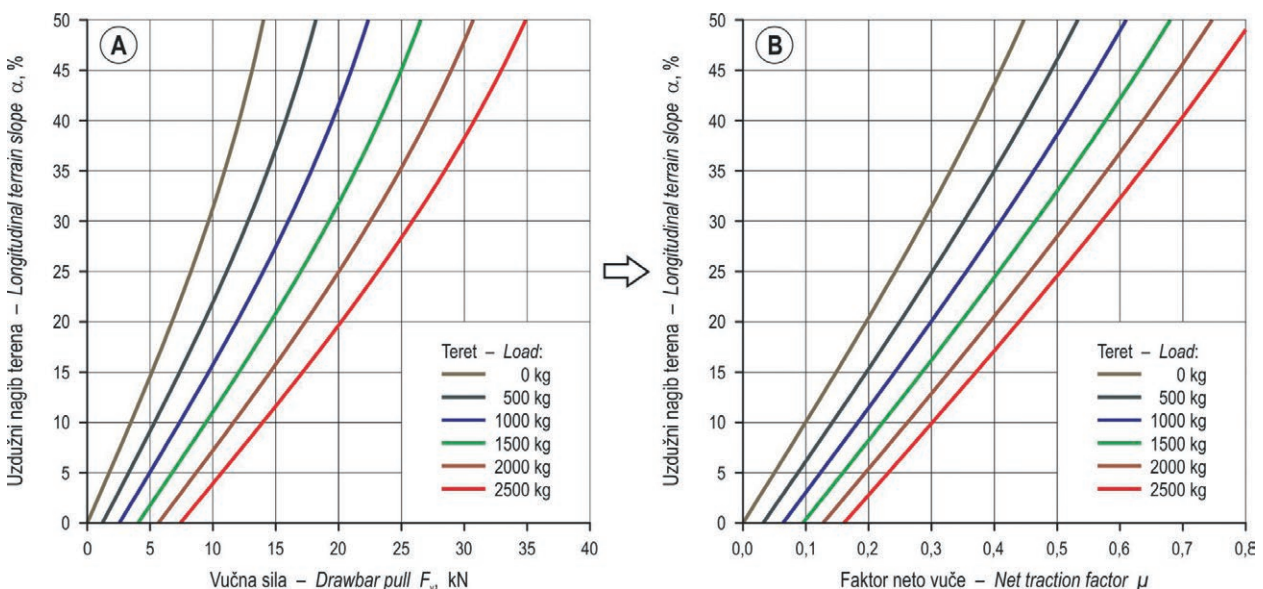 A
Uzdužni nagib terena – Longitudinal terrain slope α, %
50
45
40
35
30
25
20
15
10
5
0
0 5 10 15 20 25 30 35 40
Vučna sila – Drawbar pull Fᵥ, kN
Teret – Load:
0 kg
500 kg
1000 kg
1500 kg
2000 kg
2500 kg
B
Uzdužni nagib terena – Longitudinal terrain slope α, %
50
45
40
35
30
25
20
15
10
5
0
0,0 0,1 0,2 0,3 0,4 0,5 0,6 0,7 0,8
Faktor neto vuče – Net traction factor μ
Teret – Load:
0 kg
500 kg
1000 kg
1500 kg
2000 kg
2500 kg